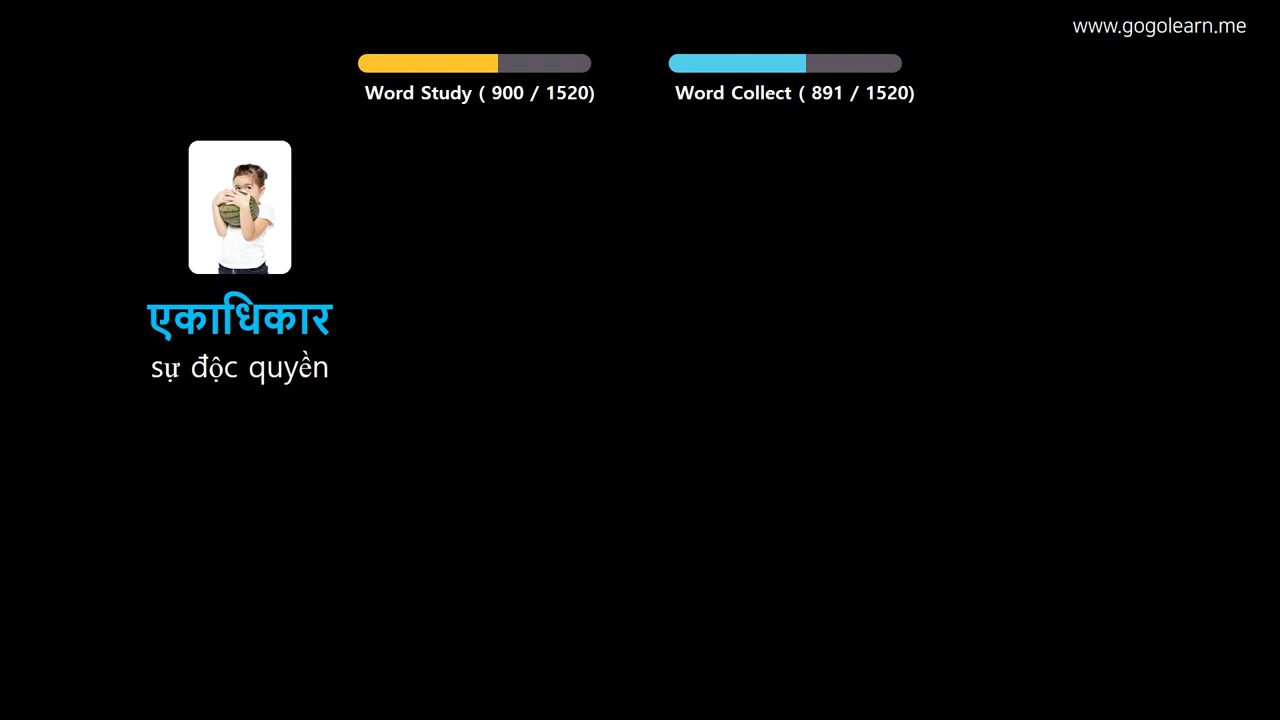 www.gogolearn.me
Word Study ( 900 / 1520)
Word Collect ( 891 / 1520)
एकाधिकार
sự độc quyền